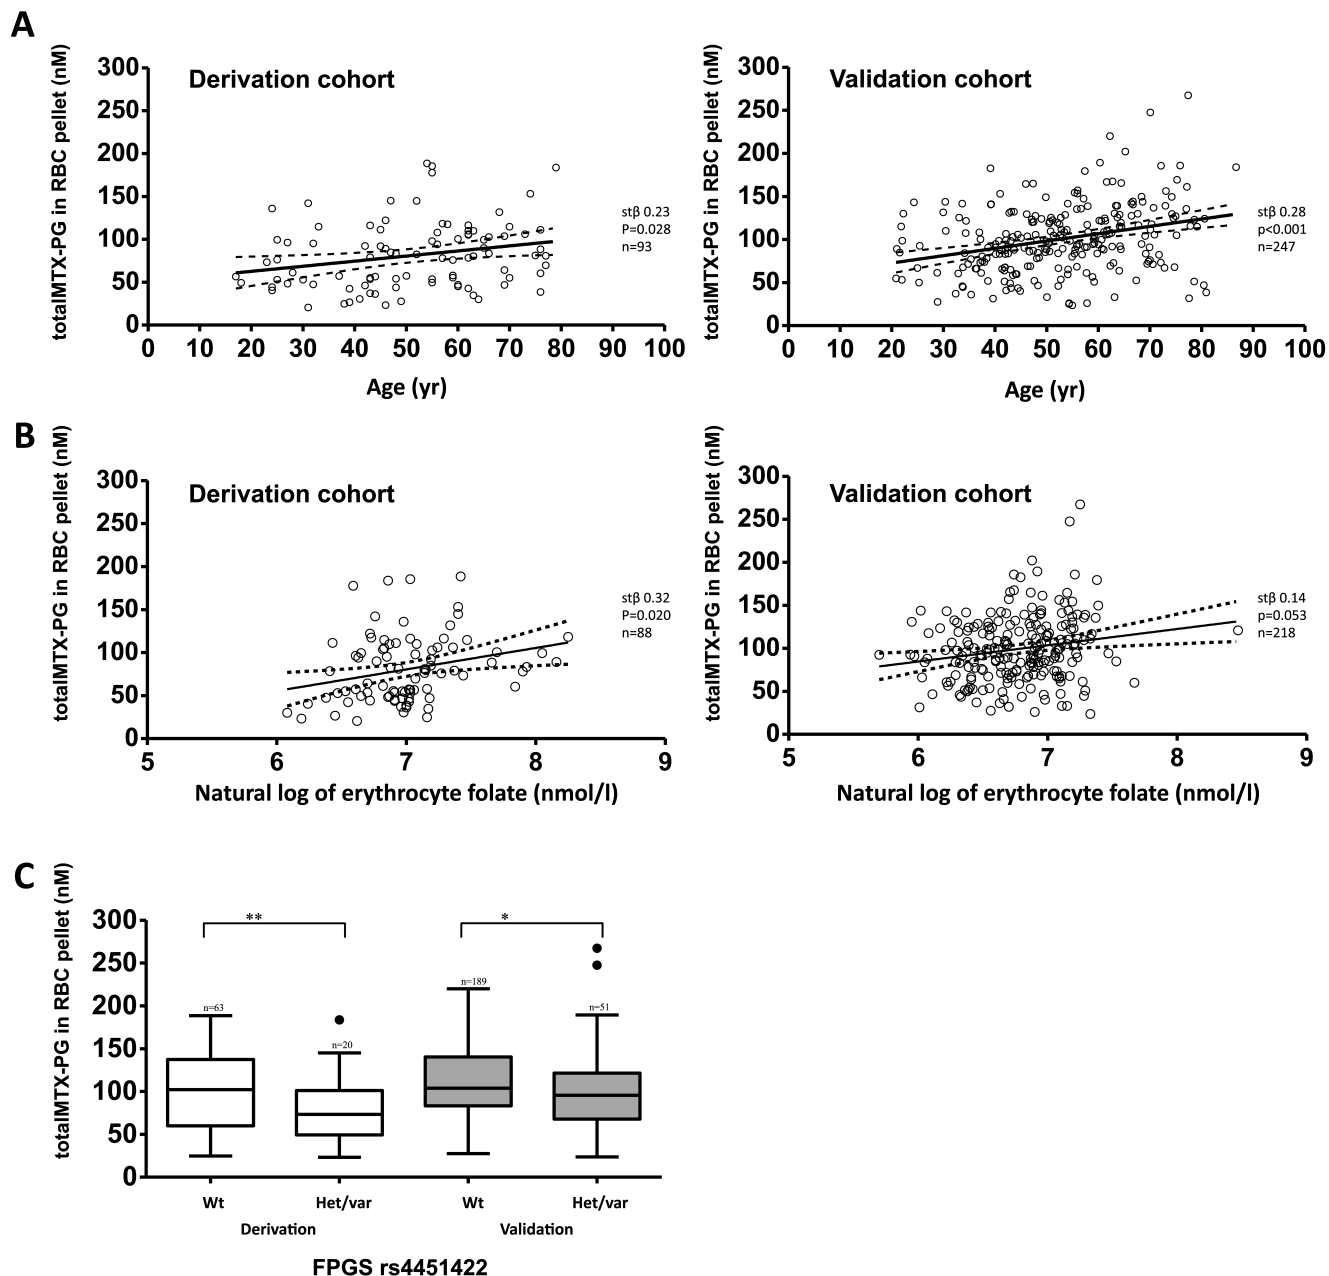 A
Derivation cohort
totalMTX-PG in RBC pellet (nM)
300
250
200
150
100
50
0
0 10 20 30 40 50 60 70 80 90 100
Age (yr)
stβ 0.23
P=0.028
n=93
Validation cohort
totalMTX-PG in RBC pellet (nM)
300
250
200
150
100
50
0
0 10 20 30 40 50 60 70 80 90 100
Age (yr)
stβ 0.28
p<0.001
n=247
B
Derivation cohort
totalMTX-PG in RBC pellet (nM)
300
250
200
150
100
50
0
5 6 7 8 9
Natural log of erythrocyte folate (nmol/l)
stβ 0.32
P=0.020
n=88
Validation cohort
totalMTX-PG in RBC pellet (nM)
300
250
200
150
100
50
0
5 6 7 8 9
Natural log of erythrocyte folate (nmol/l)
stβ 0.14
p=0.053
n=218
C
totalMTX-PG in RBC pellet (nM)
300
250
200
150
100
50
0
** *
n=63 n=20 n=189 n=51
Wt Het/var Wt Het/var
Derivation Validation
FPGS rs4451422